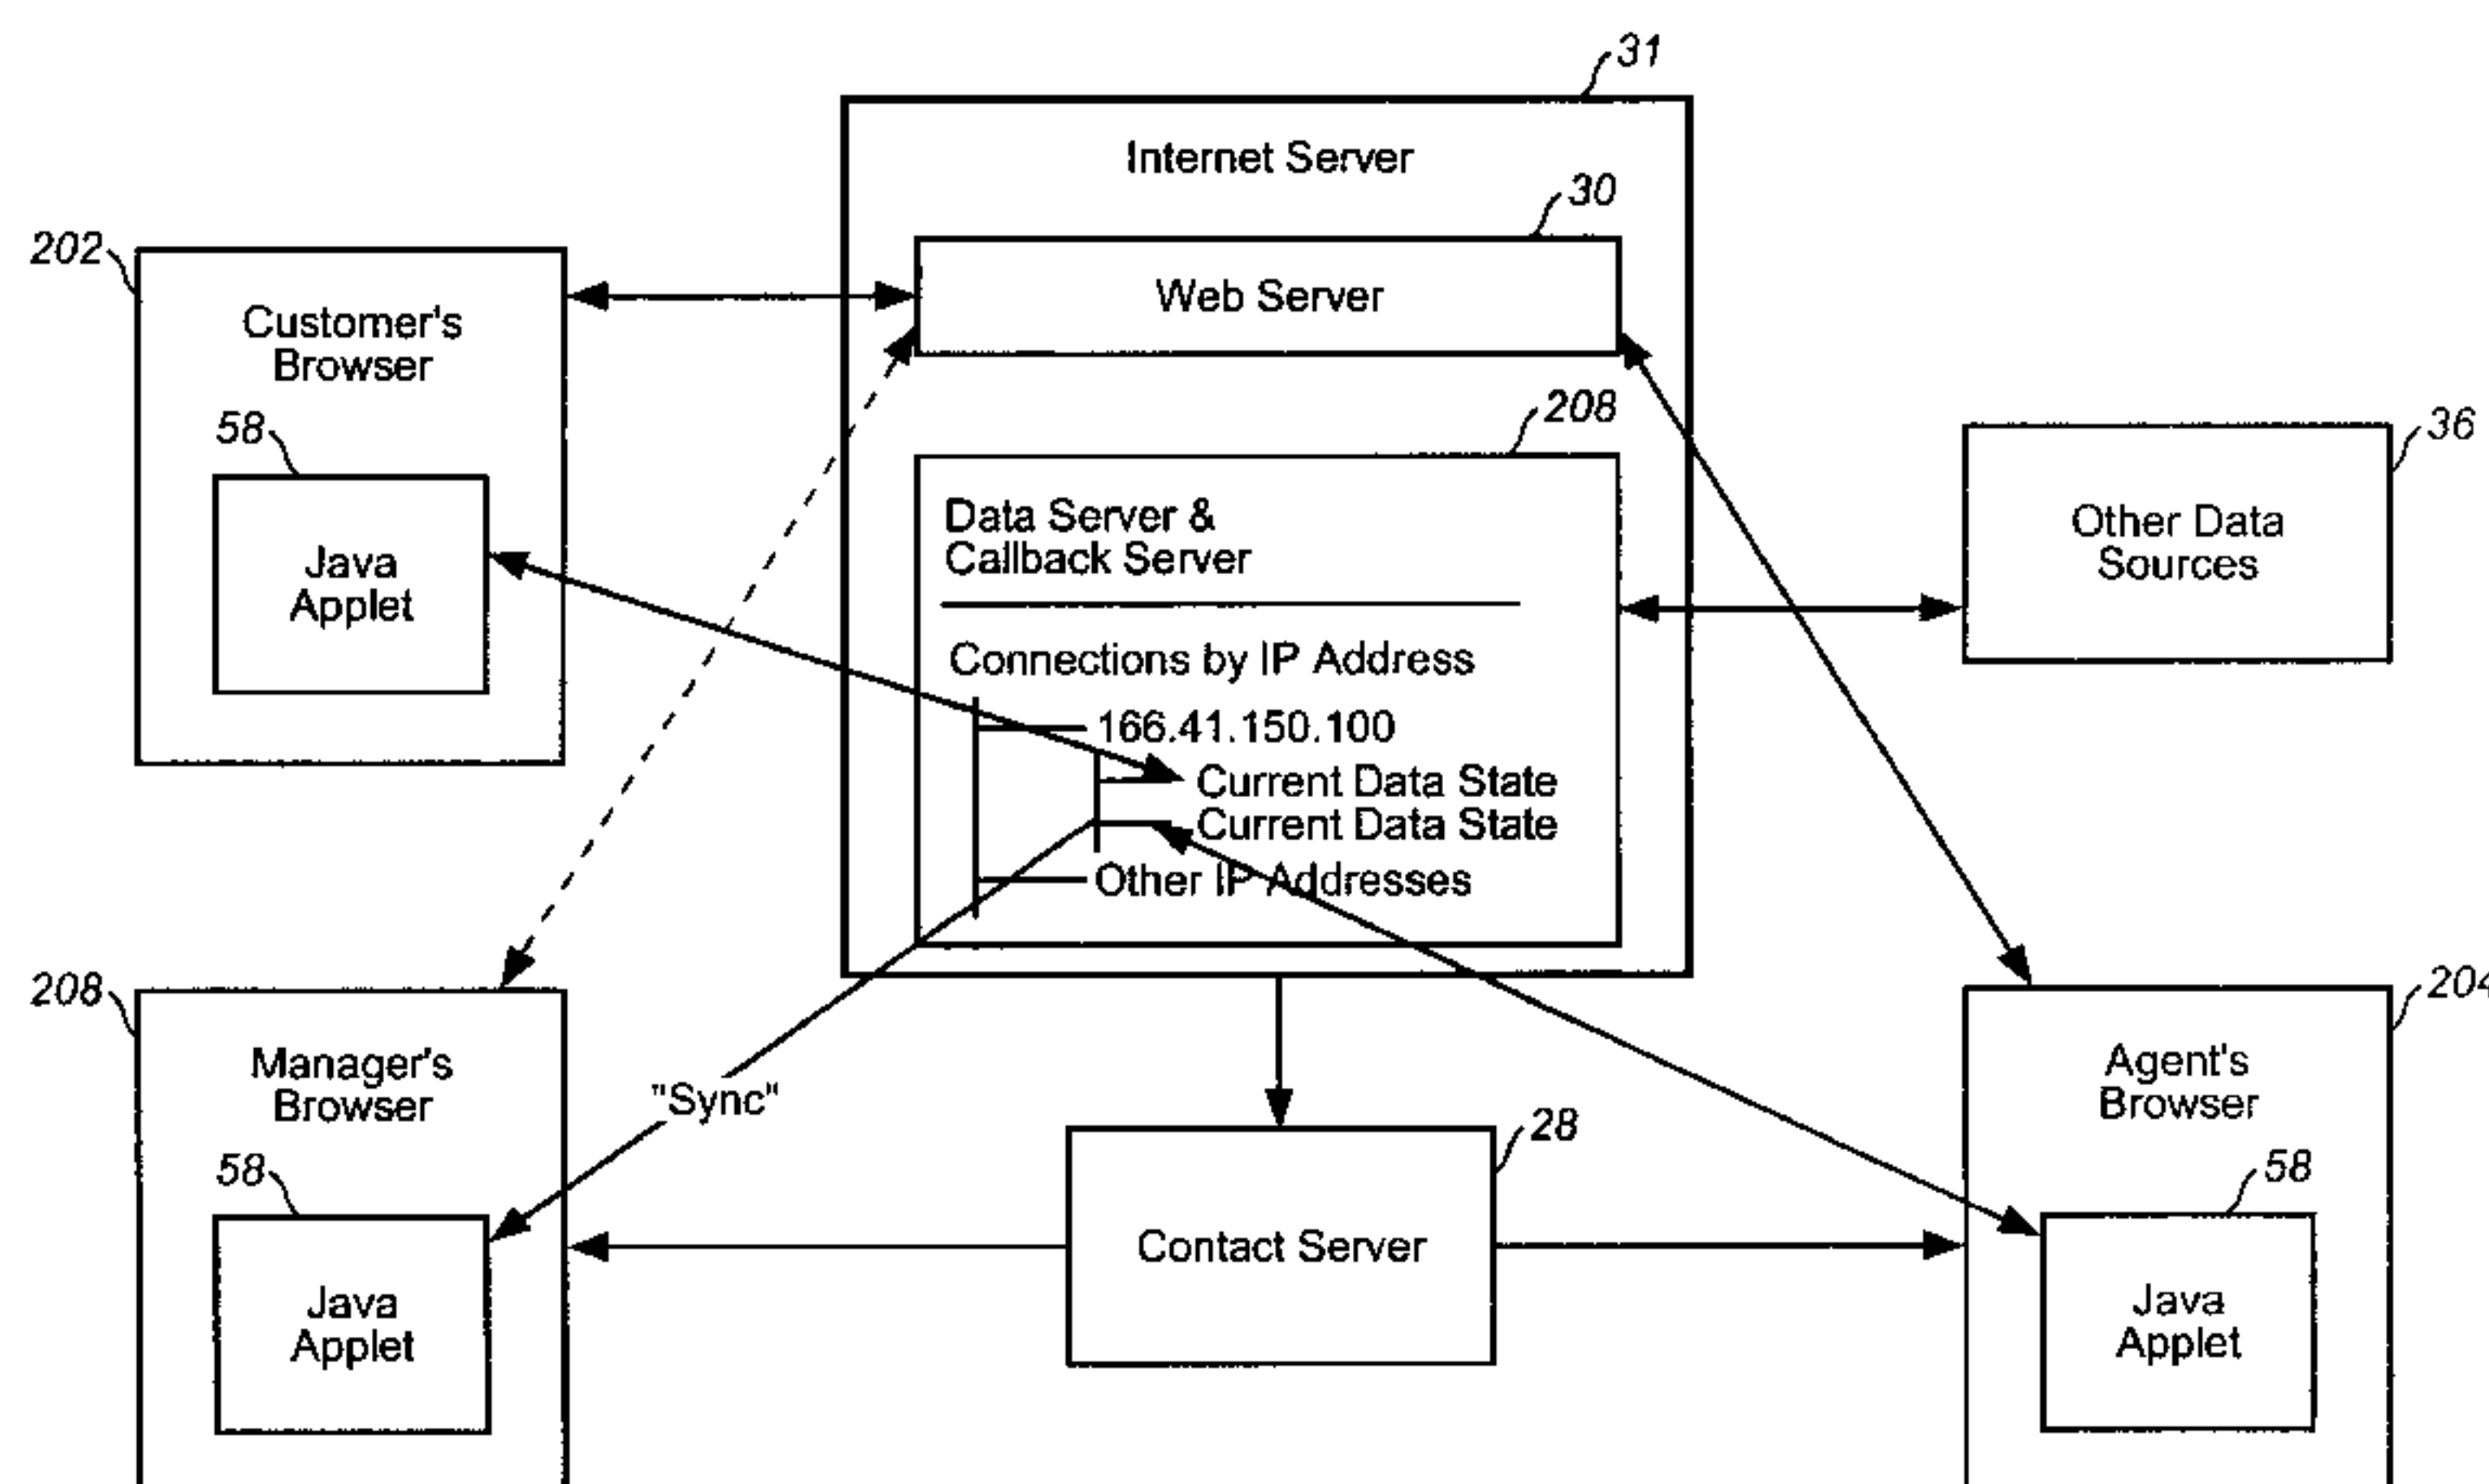 31
Internet Server
30
Web Server
202
Customer's
Browser
58
Java
Applet
208
Data Server &
Callback Server
Connections by IP Address
166.41.150.100
Current Data State
Current Data State
Other IP Addresses
36
Other Data
Sources
208
Manager's
Browser
58
Java
Applet
"Sync"
28
Contact Server
204
Agent's
Browser
58
Java
Applet